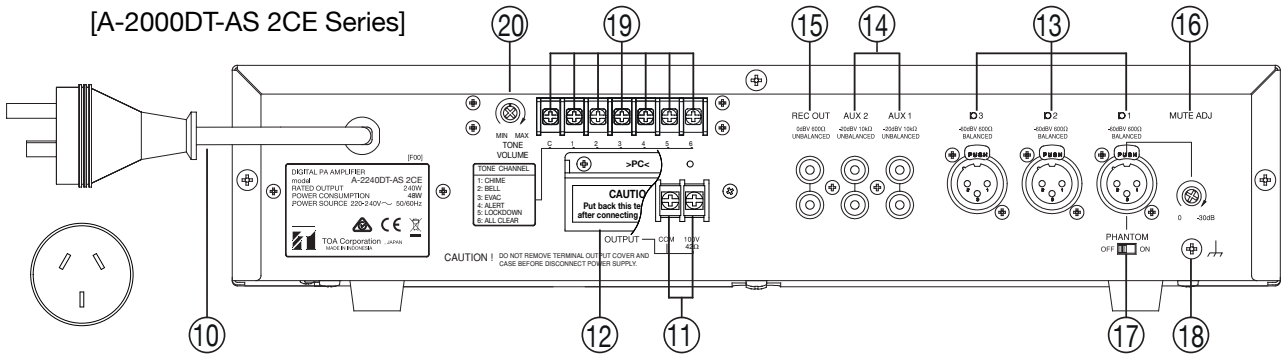 [A-2000DT-AS 2CE Series]
20
19
15
14
13
16
REC OUT
0dBV 600Ω
UNBALANCED
AUX 2
-20dBV 10kΩ
UNBALANCED
AUX 1
-20dBV 10kΩ
UNBALANCED
3
-60dBV 600Ω
BALANCED
2
-60dBV 600Ω
BALANCED
1
-60dBV 600Ω
BALANCED
MUTE ADJ
PUSH
PUSH
PUSH
MIN MAX
TONE
VOLUME
C 1 2 3 4 5 6
TONE CHANNEL
1: CHIME
2: BELL
3: EVAC
4: ALERT
5: LOCKDOWN
6: ALL CLEAR
[F00]
DIGITAL PA AMPLIFIER
model A-2240DT-AS 2CE
RATED OUTPUT 240W
POWER CONSUMPTION 48W
POWER SOURCE 220-240V～ 50/60Hz
CE
TOA Corporation , JAPAN
MADE IN INDONESIA
>PC<
CAUTIO
Put back this te
after connecting
OUTPUT
COM
100V
42Ω
CAUTION ! DO NOT REMOVE TERMINAL OUTPUT COVER AND
CASE BEFORE DISCONNECT POWER SUPPLY.
0 -30dB
PHANTOM
OFF ON
10
12
11
17
18